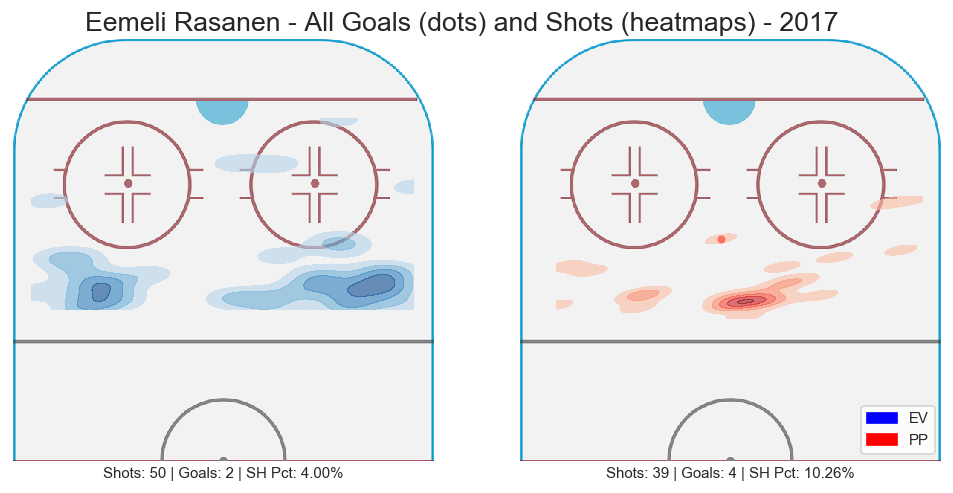 Eemeli Rasanen - All Goals (dots) and Shots (heatmaps) - 2017
EV
PP
Shots: 50 | Goals: 2 | SH Pct: 4.00%
Shots: 39 | Goals: 4 | SH Pct: 10.26%